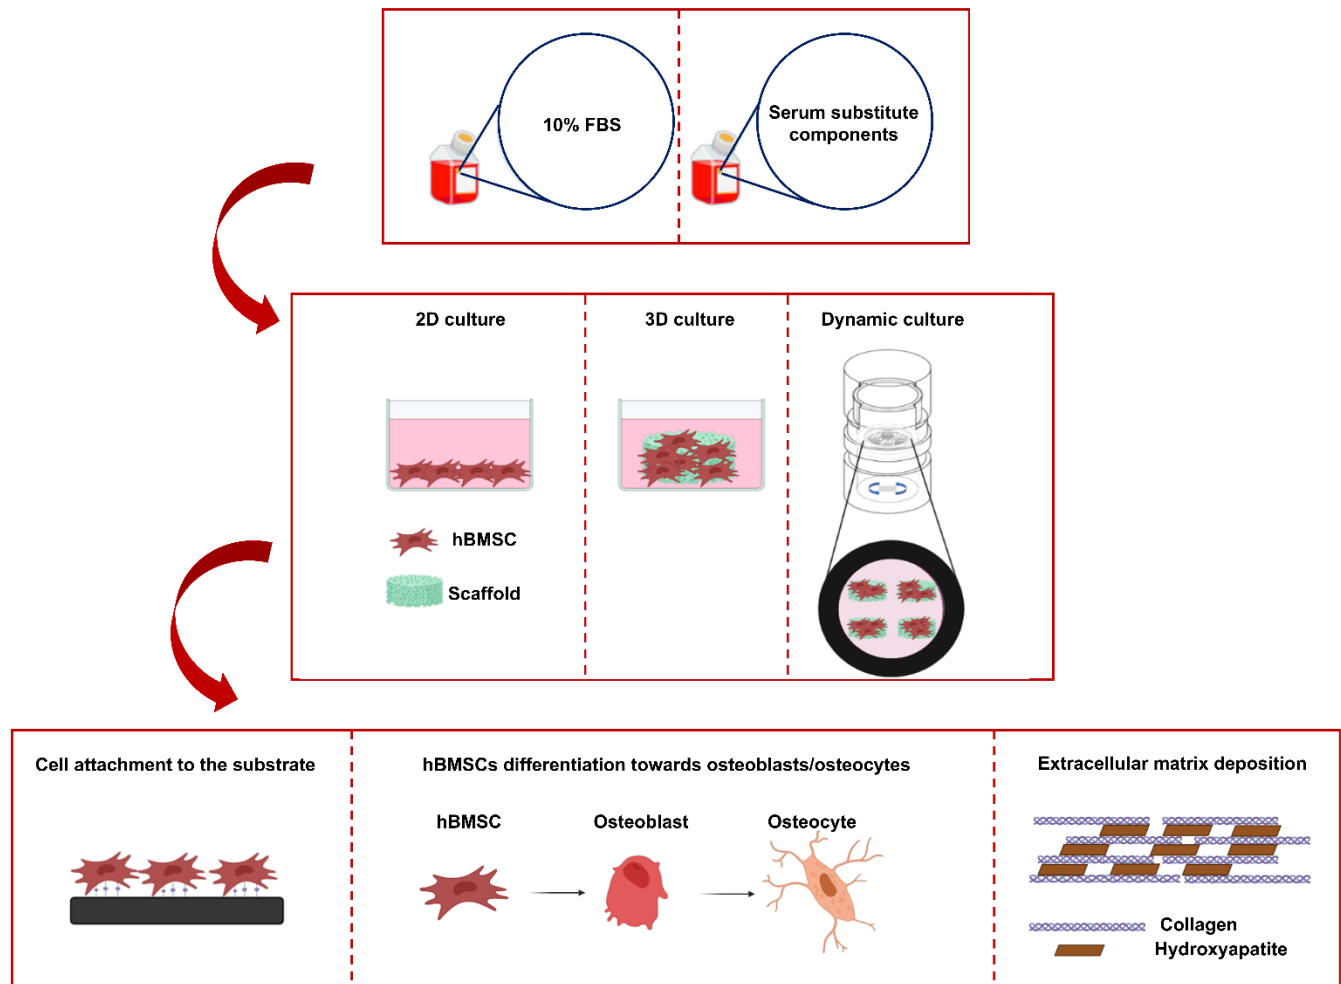 10% FBS
Serum substitute
components
2D culture
3D culture
Dynamic culture
hBMSC
Scaffold
Cell attachment to the substrate
hBMSCs differentiation towards osteoblasts/osteocytes
hBMSC
Osteoblast
Osteocyte
Extracellular matrix deposition
Collagen
Hydroxyapatite